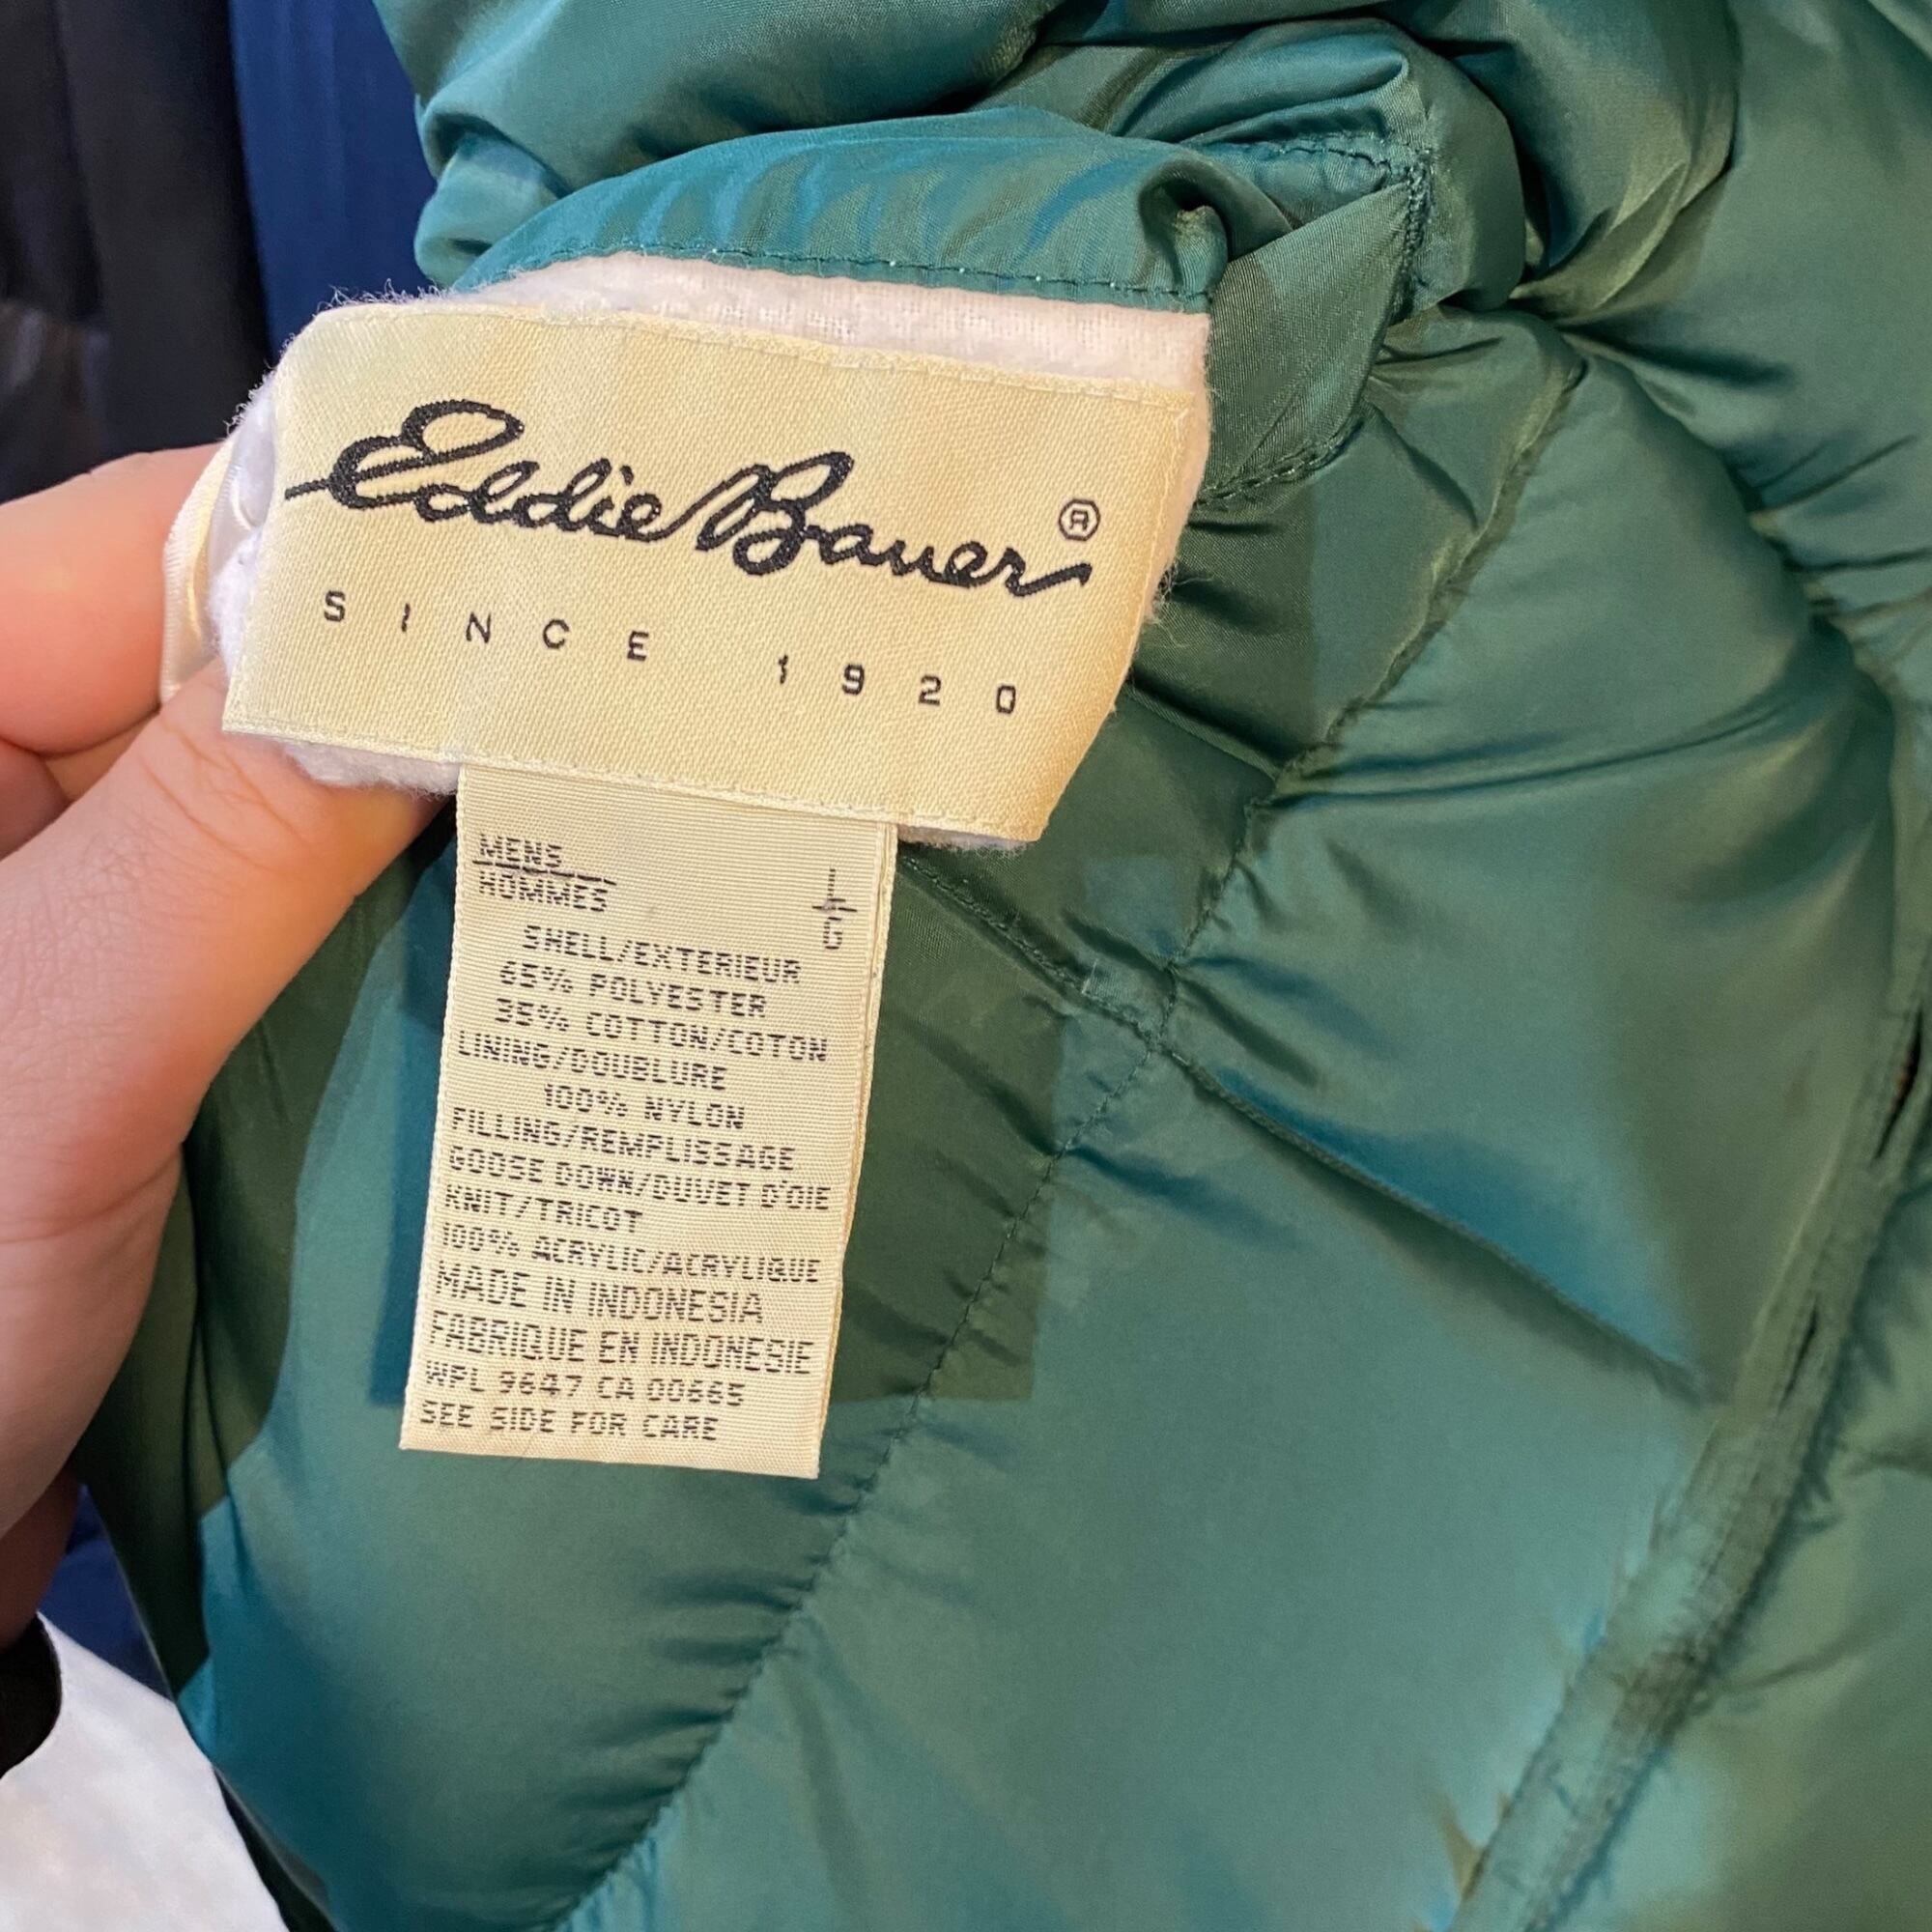 Eddie Bauer ®
SINCE 1920
MENS L
HOMMES G
SHELL/EXTERIEUR
65% POLYESTER
35% COTTON/COTON
LINING/DOUBLURE
100% NYLON
FILLING/REMPLISSAGE
GOOSE DOWN/DUVET D'OIE
KNIT/TRICOT
100% ACRYLIC/ACRYLIQUE
MADE IN INDONESIA
FABRIQUE EN INDONESIE
WPL 9647 CA 00665
SEE SIDE FOR CARE